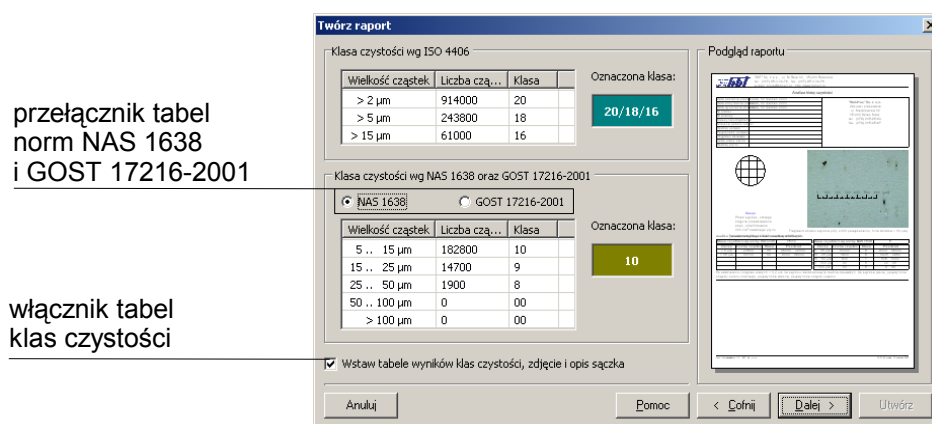 Twórz raport
Klasa czystości wg ISO 4406
Wielkość cząstek Liczba czą... Klasa
> 2 µm 914000 20
> 5 µm 243800 18
> 15 µm 61000 16
Oznaczona klasa:
20/18/16
przełącznik tabel
norm NAS 1638
i GOST 17216-2001
Klasa czystości wg NAS 1638 oraz GOST 17216-2001
NAS 1638 GOST 17216-2001
Wielkość cząstek Liczba czą... Klasa
5 .. 15 µm 182800 10
15 .. 25 µm 14700 9
25 .. 50 µm 1900 8
50 .. 100 µm 0 00
> 100 µm 0 00
Oznaczona klasa:
10
włącznik tabel
klas czystości
Wstaw tabele wyników klas czystości, zdjęcie i opis sączka
Podgląd raportu
Anuluj Pomoc < Cofnij Dalej > Utwórz